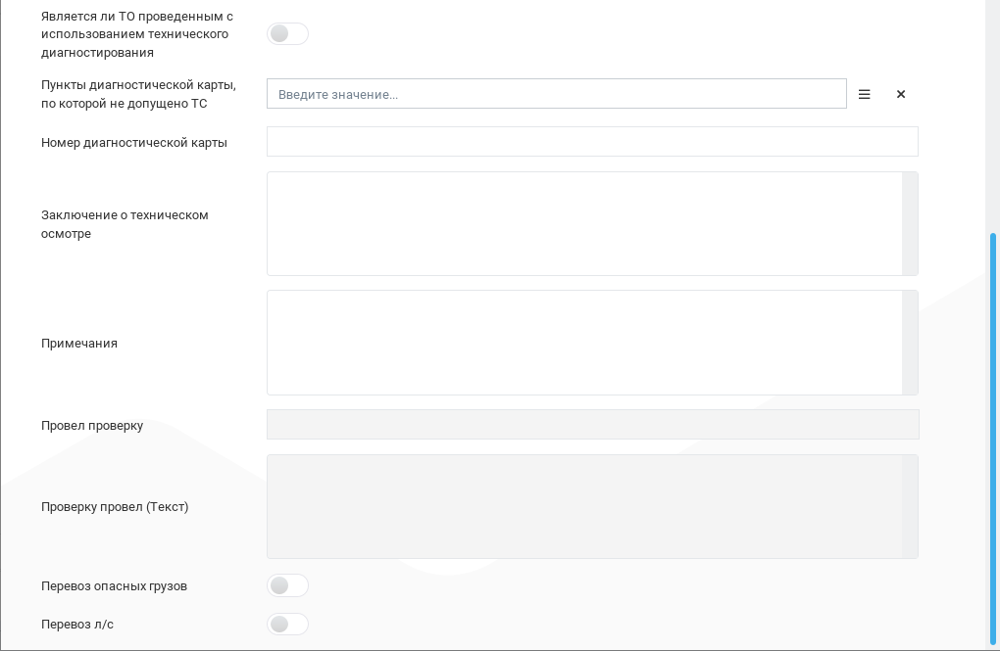 Является ли ТО проведенным с
использованием технического
диагностирования
Пункты диагностической карты,
по которой не допущено ТС
Введите значение...
Номер диагностической карты
Заключение о техническом
осмотре
Примечания
Провел проверку
Проверку провел (Текст)
Перевоз опасных грузов
Перевоз л/с